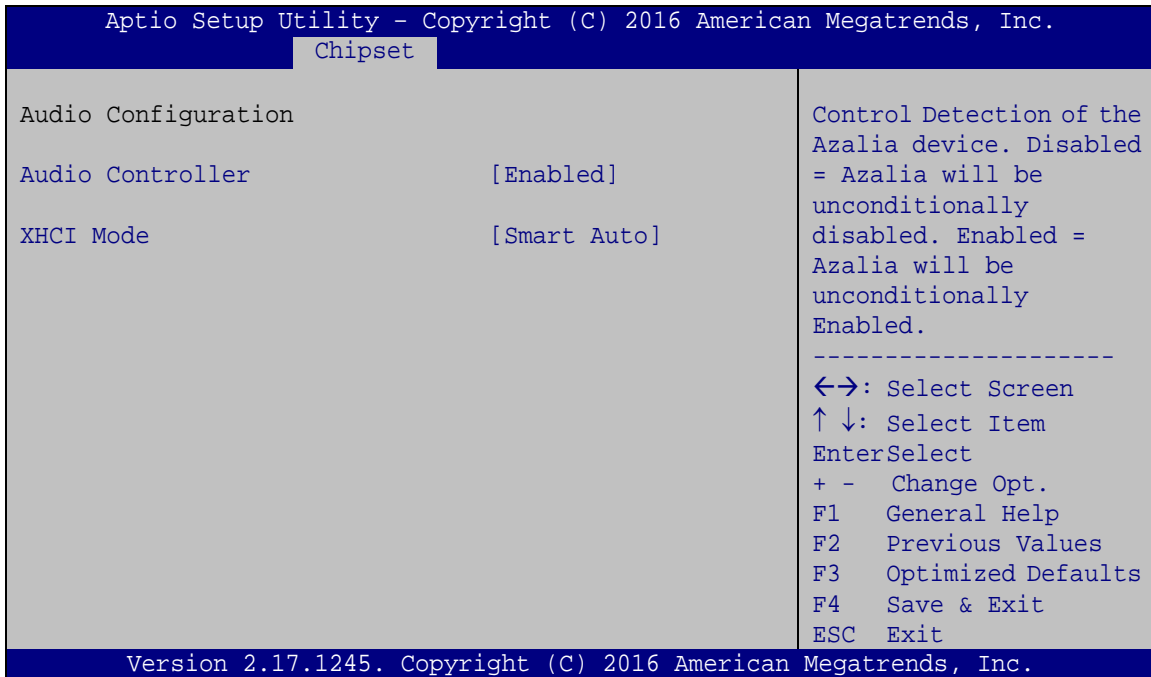 Aptio Setup Utility – Copyright (C) 2016 American Megatrends, Inc.
Chipset
Audio Configuration
Audio Controller [Enabled]
XHCI Mode [Smart Auto]
Control Detection of the
Azalia device. Disabled
= Azalia will be
unconditionally
disabled. Enabled =
Azalia will be
unconditionally
Enabled.
---------------------
←→: Select Screen
↑ ↓: Select Item
EnterSelect
+ - Change Opt.
F1 General Help
F2 Previous Values
F3 Optimized Defaults
F4 Save & Exit
ESC Exit
Version 2.17.1245. Copyright (C) 2016 American Megatrends, Inc.